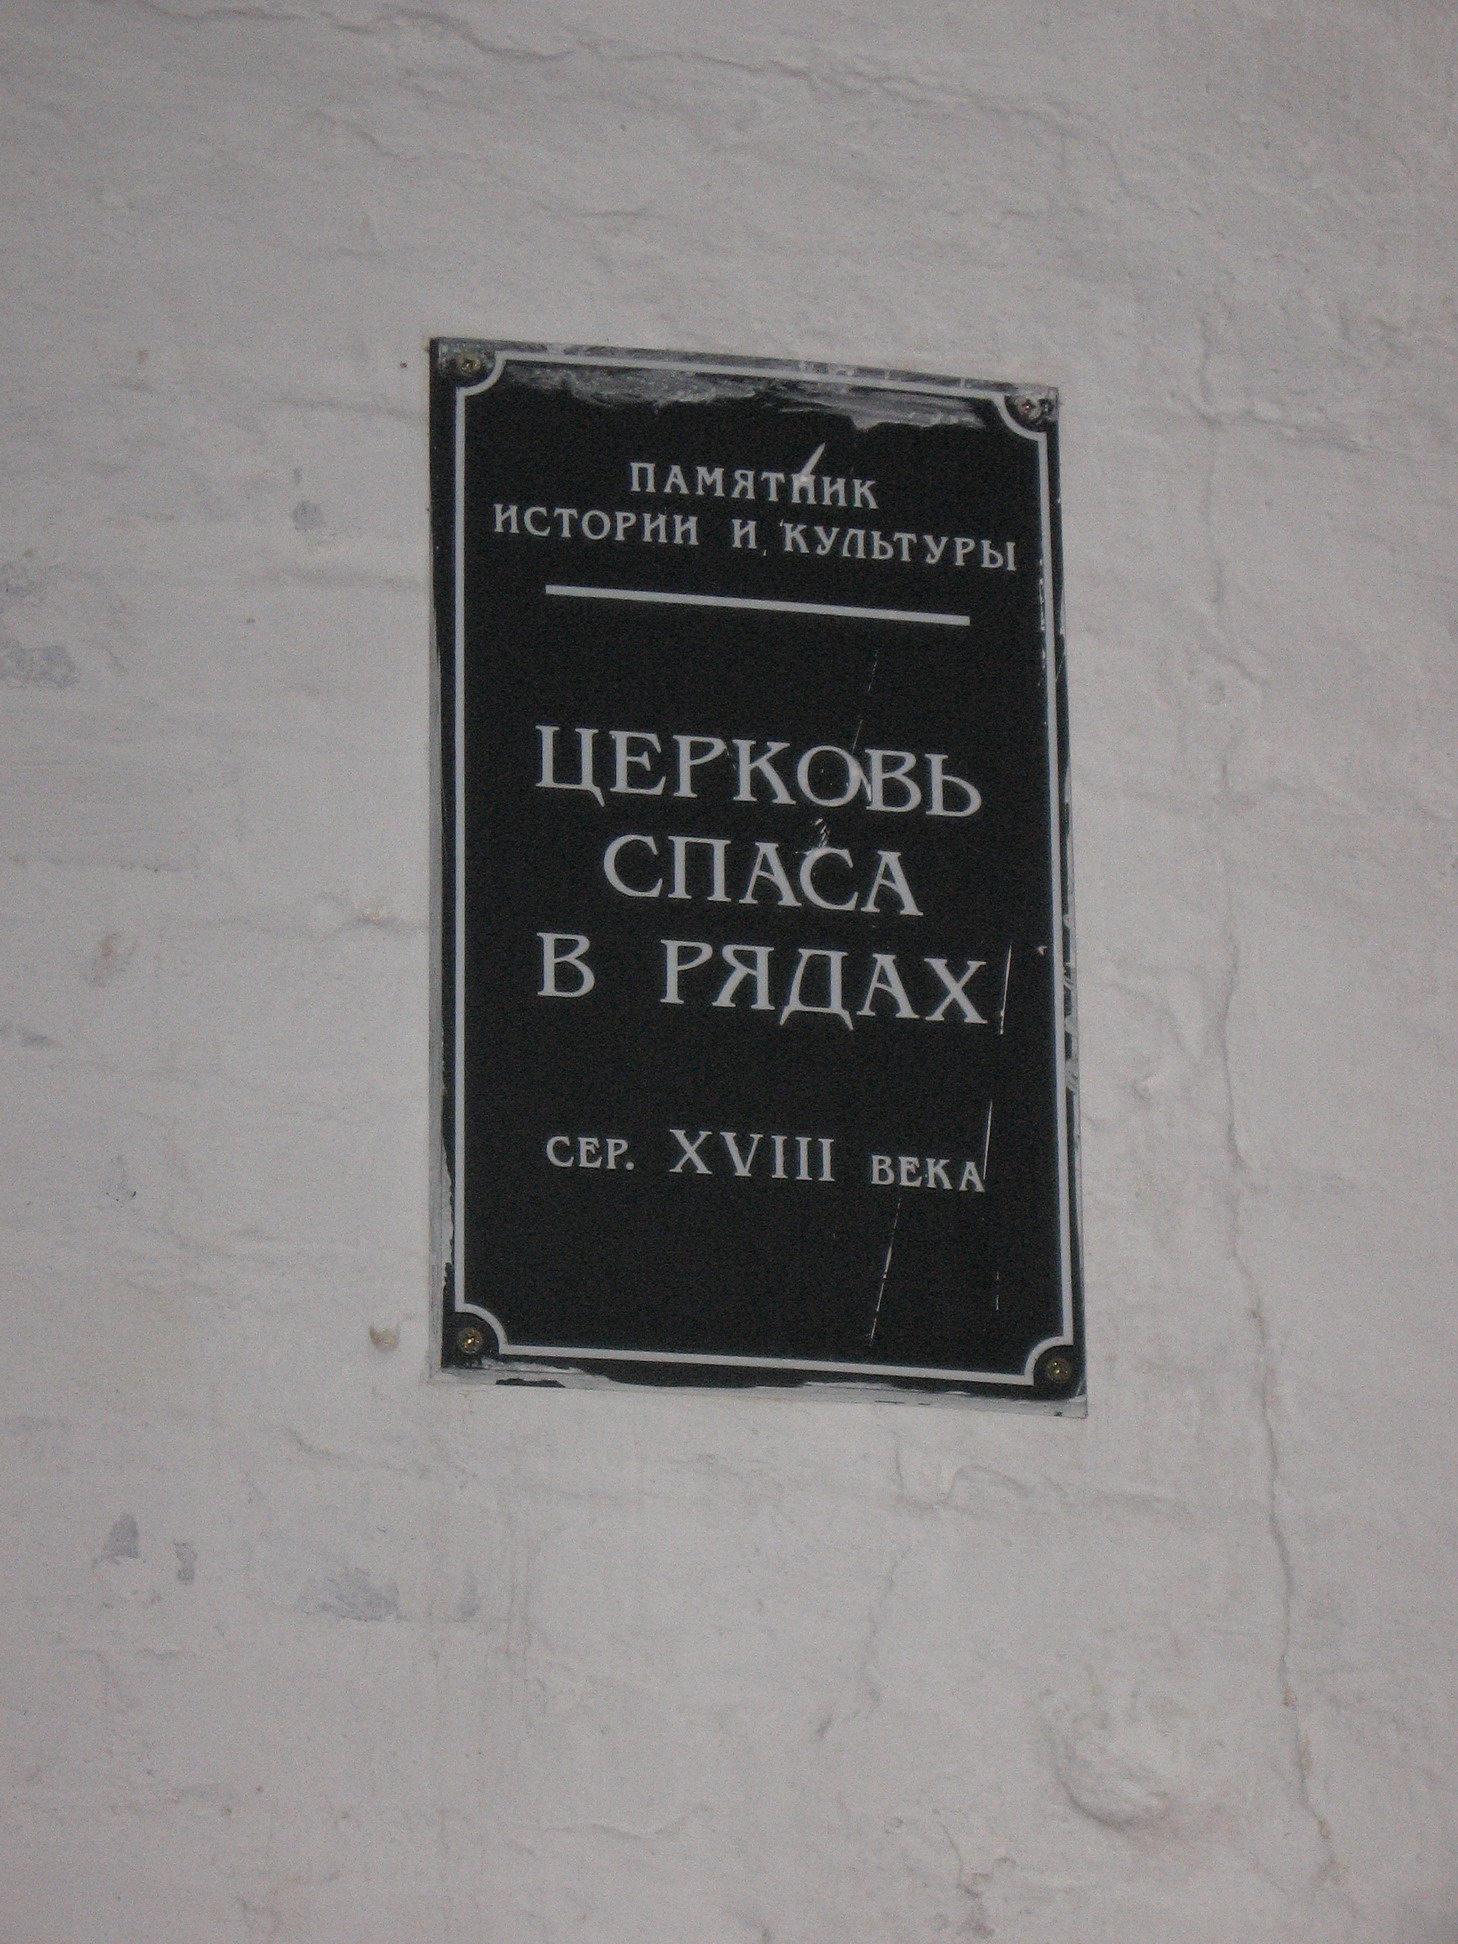 ПАМЯТНИК
ИСТОРИИ И КУЛЬТУРЫ
ЦЕРКОВЬ
СПАСА
В РЯДАХ
СЕР. XVIII ВЕКА